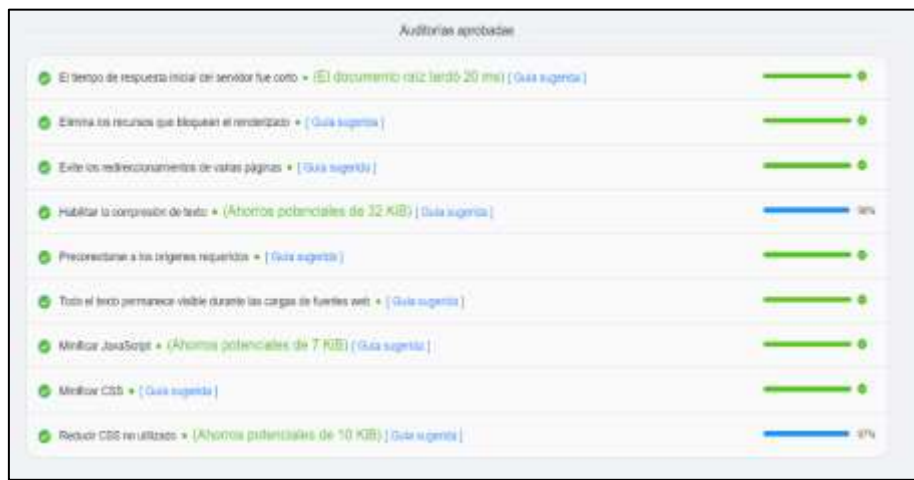 Auditorías aprobadas
El tiempo de respuesta inicial del servidor fue corto • (El documento raíz tardó 20 ms) [ Guía sugerida ]
Elimina los recursos que bloquean el renderizado • [ Guía sugerida ]
Evite los redireccionamientos de varias páginas • [ Guía sugerida ]
Habilitar la compresión de texto • (Ahorros potenciales de 32 KiB) [ Guía sugerida ]
Preconectarse a los orígenes requeridos • [ Guía sugerida ]
Todo el texto permanece visible durante las cargas de fuentes web • [ Guía sugerida ]
Minificar JavaScript • (Ahorros potenciales de 7 KiB) [ Guía sugerida ]
Minificar CSS • [ Guía sugerida ]
Reducir CSS no utilizado • (Ahorros potenciales de 10 KiB) [ Guía sugerida ] 97%